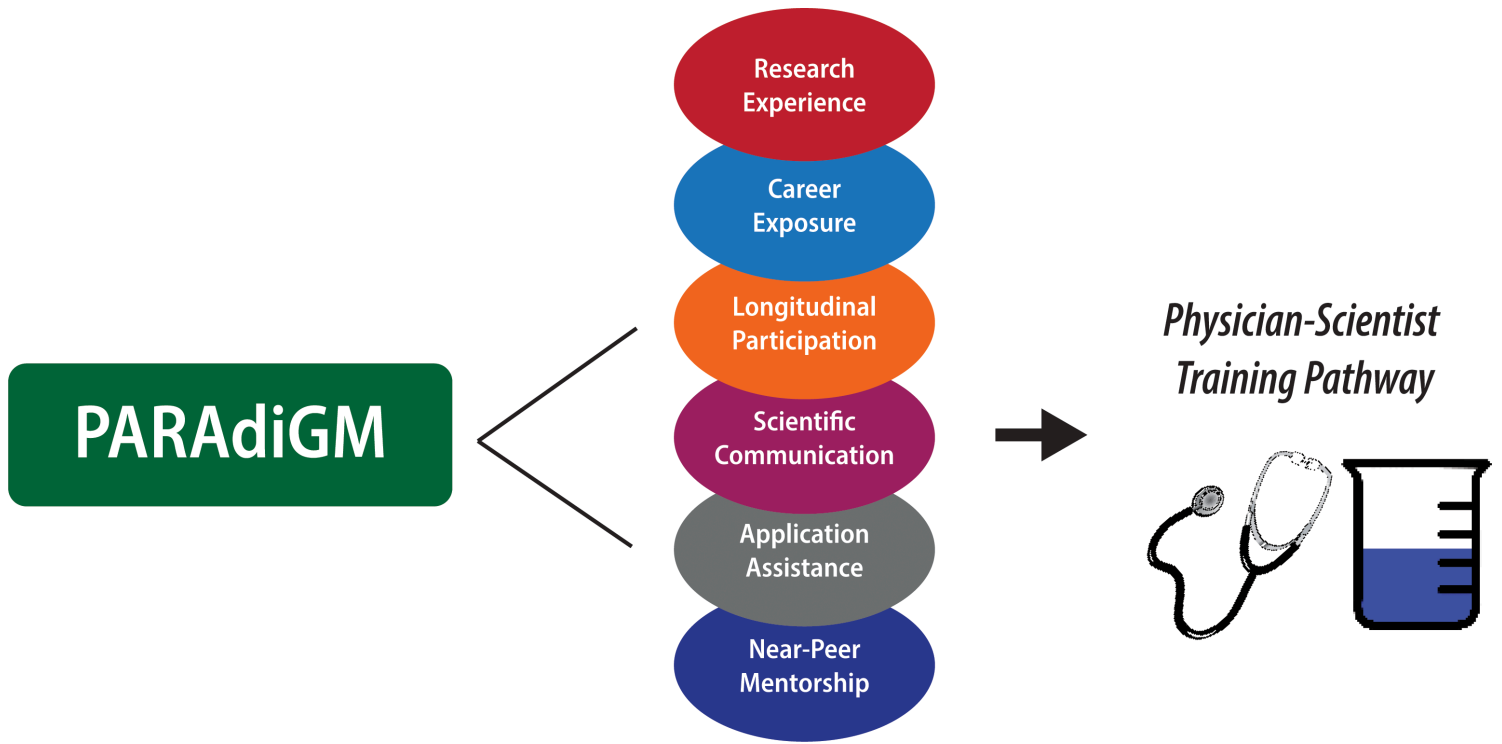 PARAdiGM
Research
Experience
Career
Exposure
Longitudinal
Participation
Scientific
Communication
Application
Assistance
Near-Peer
Mentorship
Physician-Scientist
Training Pathway